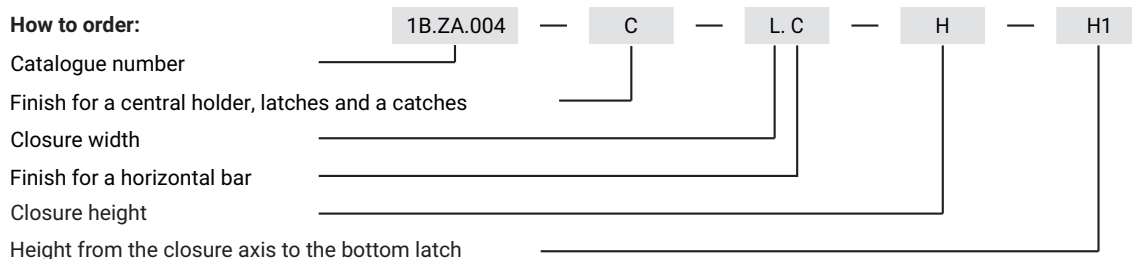 How to order: 1B.ZA.004 — C — L. C — H — H1
Catalogue number
Finish for a central holder, latches and a catches
Closure width
Finish for a horizontal bar
Closure height
Height from the closure axis to the bottom latch